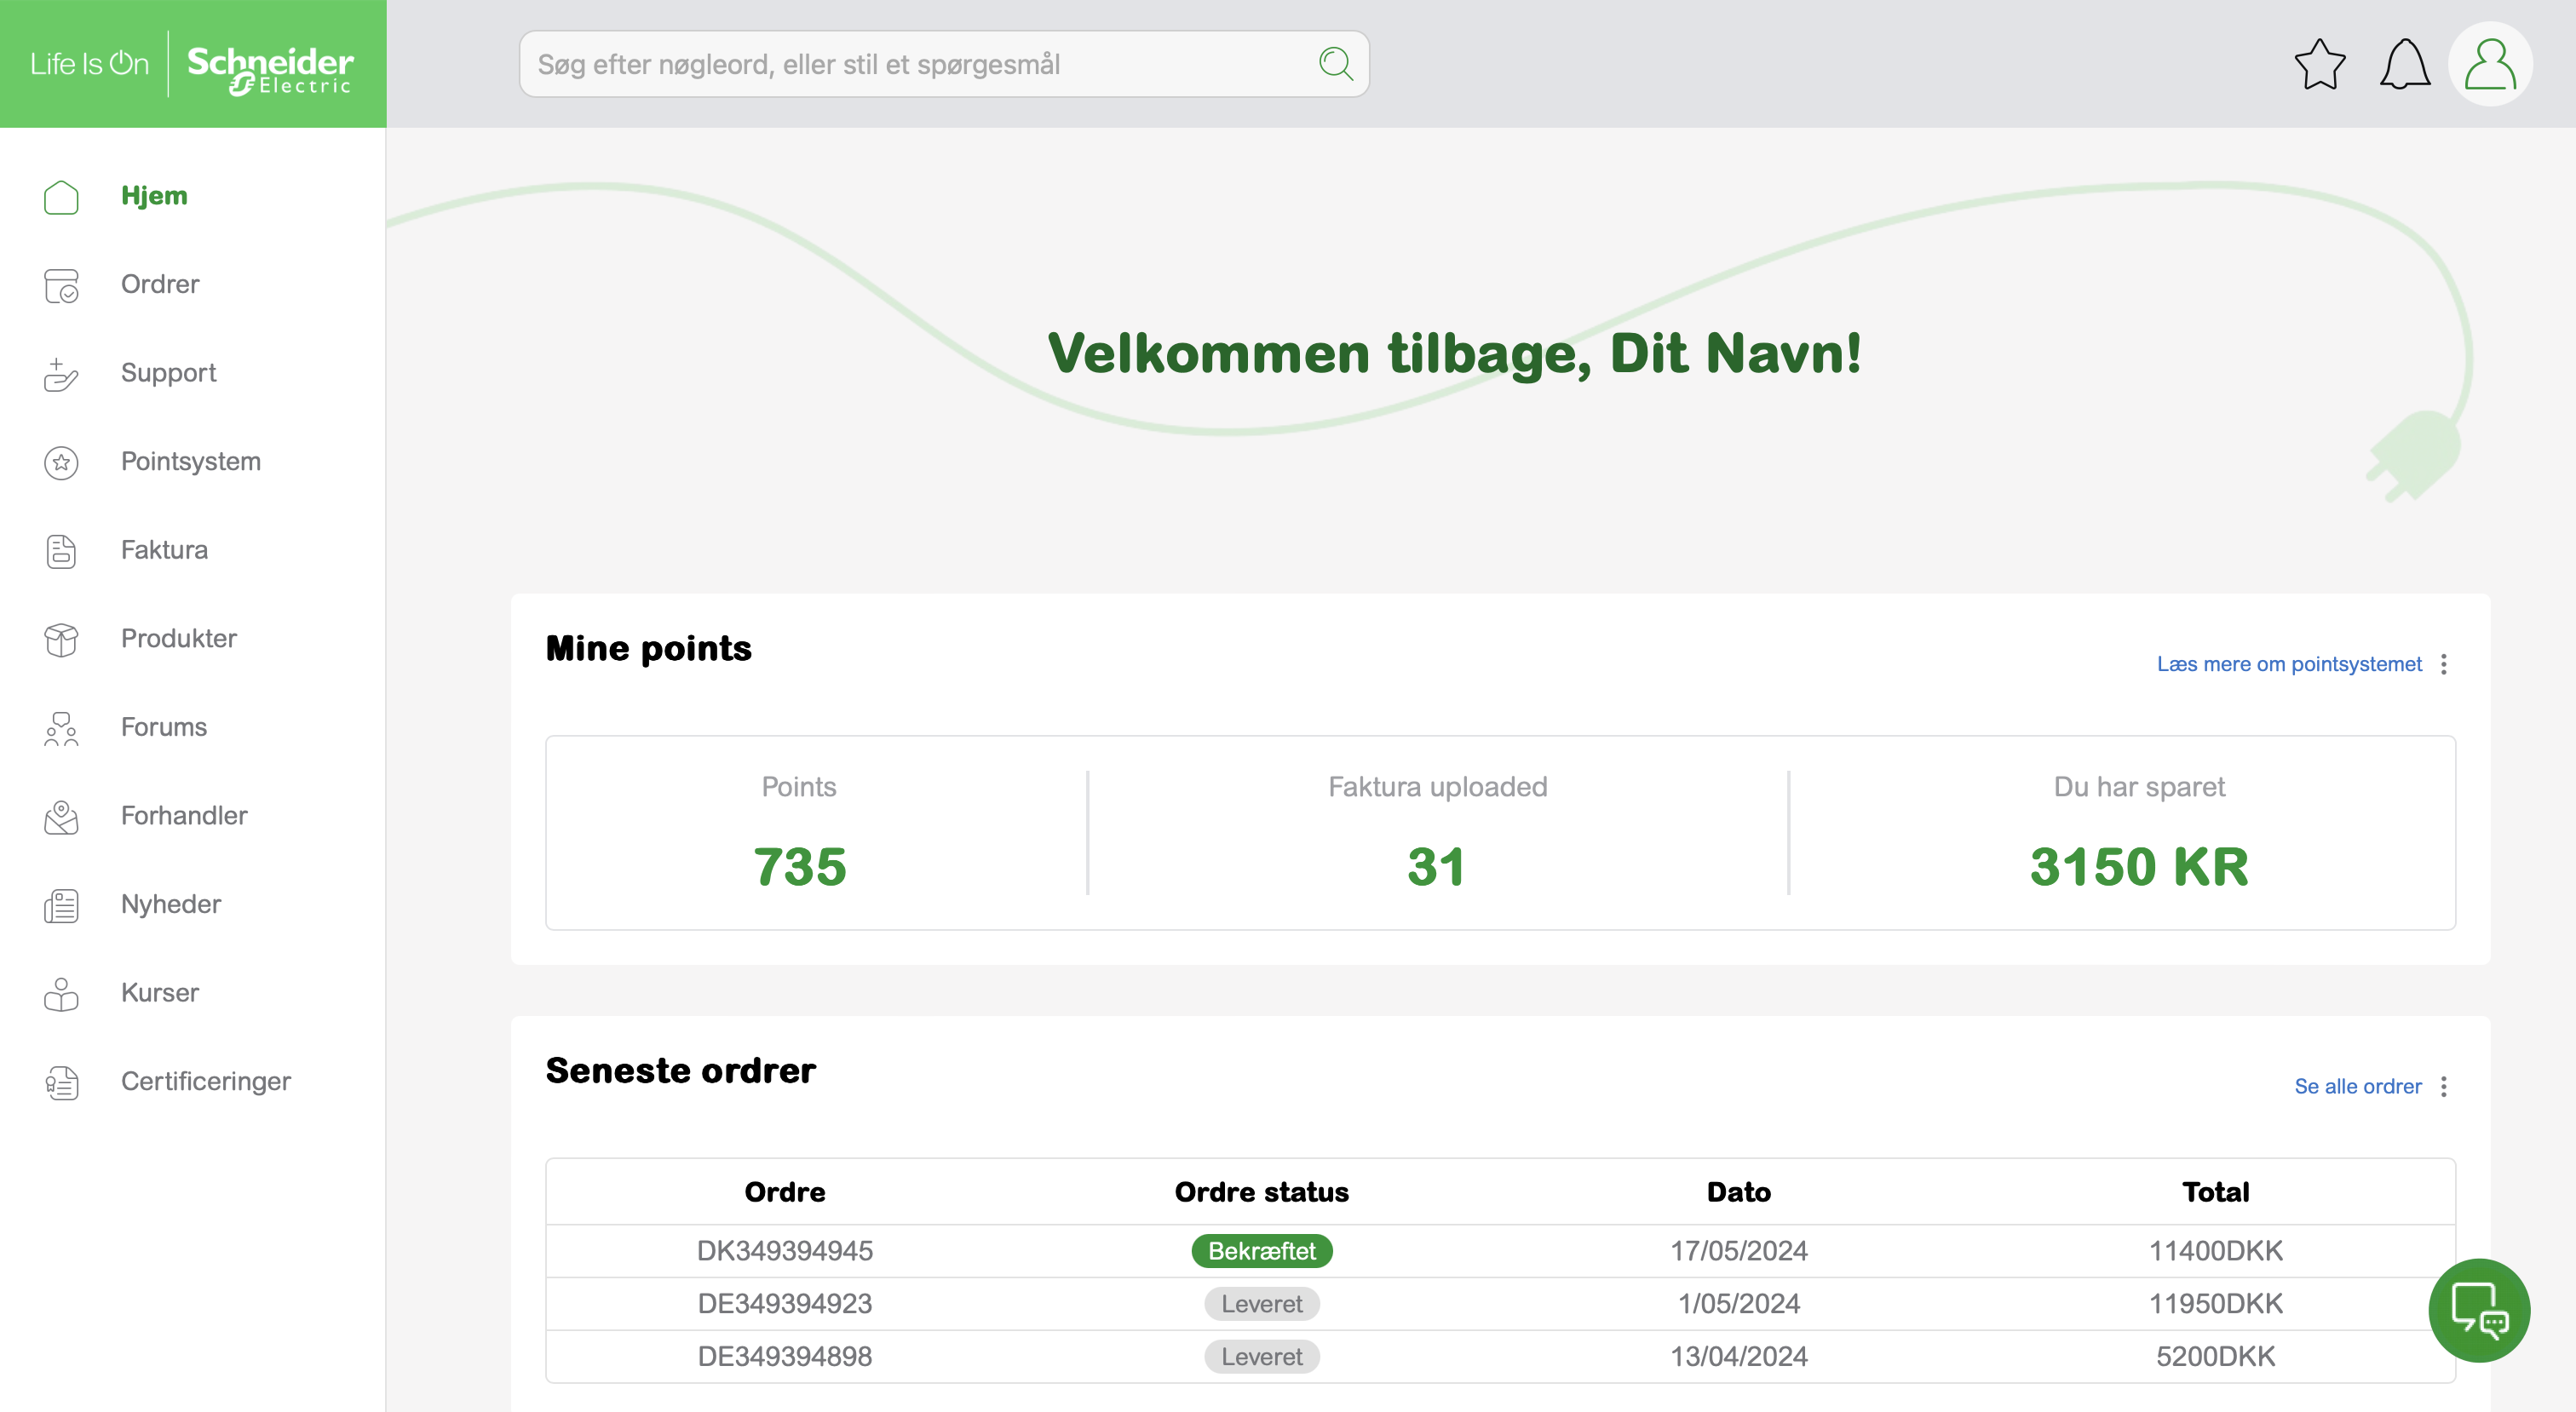 Life Is On
Schneider
Electric
Søg efter nøgleord, eller stil et spørgesmål
Hjem
Ordrer
Support
Pointsystem
Faktura
Produkter
Forums
Forhandler
Nyheder
Kurser
Certificeringer
Velkommen tilbage, Dit Navn!
Mine points
Læs mere om pointsystemet
Points
Faktura uploaded
Du har sparet
735
31
3150 KR
Seneste ordrer
Se alle ordrer
Ordre
Ordre status
Dato
Total
DK349394945
Bekræftet
17/05/2024
11400DKK
DE349394923
Leveret
1/05/2024
11950DKK
DE349394898
Leveret
13/04/2024
5200DKK